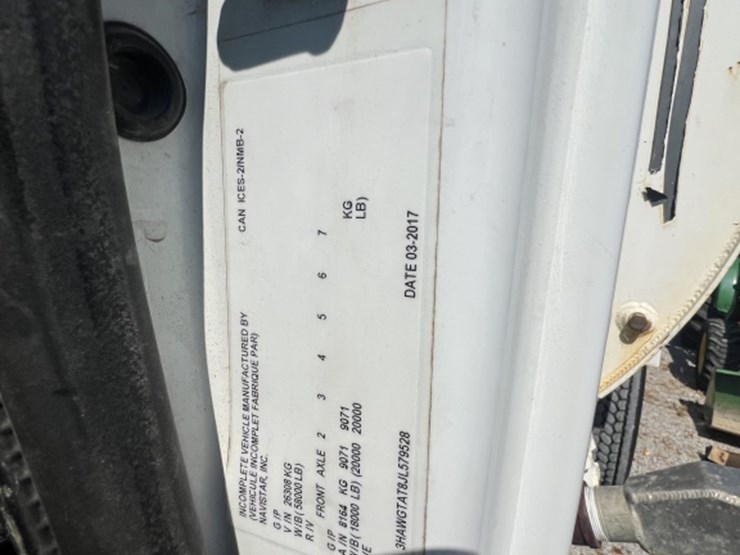 CAN ICES-2/NMB-2
INCOMPLETE VEHICLE MANUFACTURED BY
(VEHICULE INCOMPLET FABRIQUE PAR)
NAVISTAR, INC.
G /P
V /N 26308 KG
W/B ( 58000 LB)
R /V
FRONT AXLE 2 3 4 5 6 7
G /P
A /N 8164 KG 9071 9071 KG
W/B ( 18000 LB) (20000 20000 LB)
DATE 03-2017
3HAWGTAT8JL579528